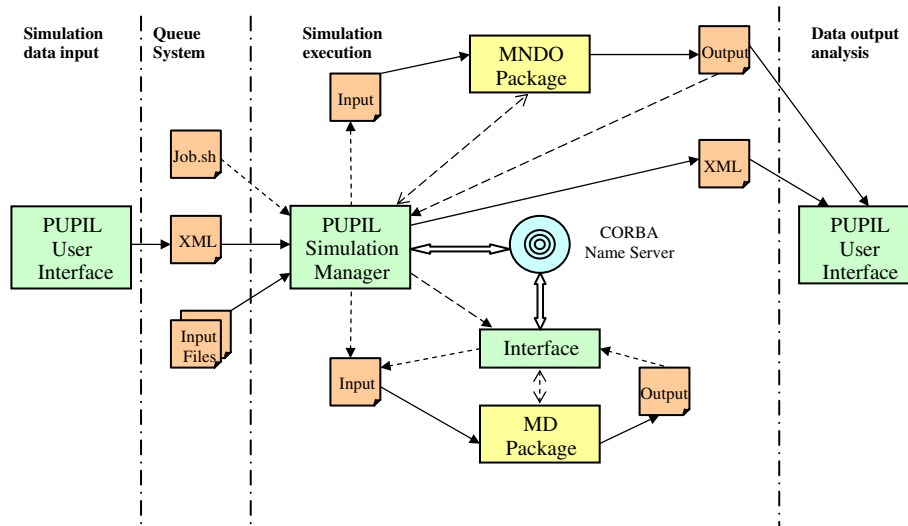 Simulation
data input
Queue
System
Simulation
execution
Data output
analysis
MNDO
Package
Output
Input
Job.sh
XML
PUPIL
User
Interface
XML
PUPIL
Simulation
Manager
CORBA
Name Server
PUPIL
User
Interface
Input
Files
Interface
Input
Output
MD
Package